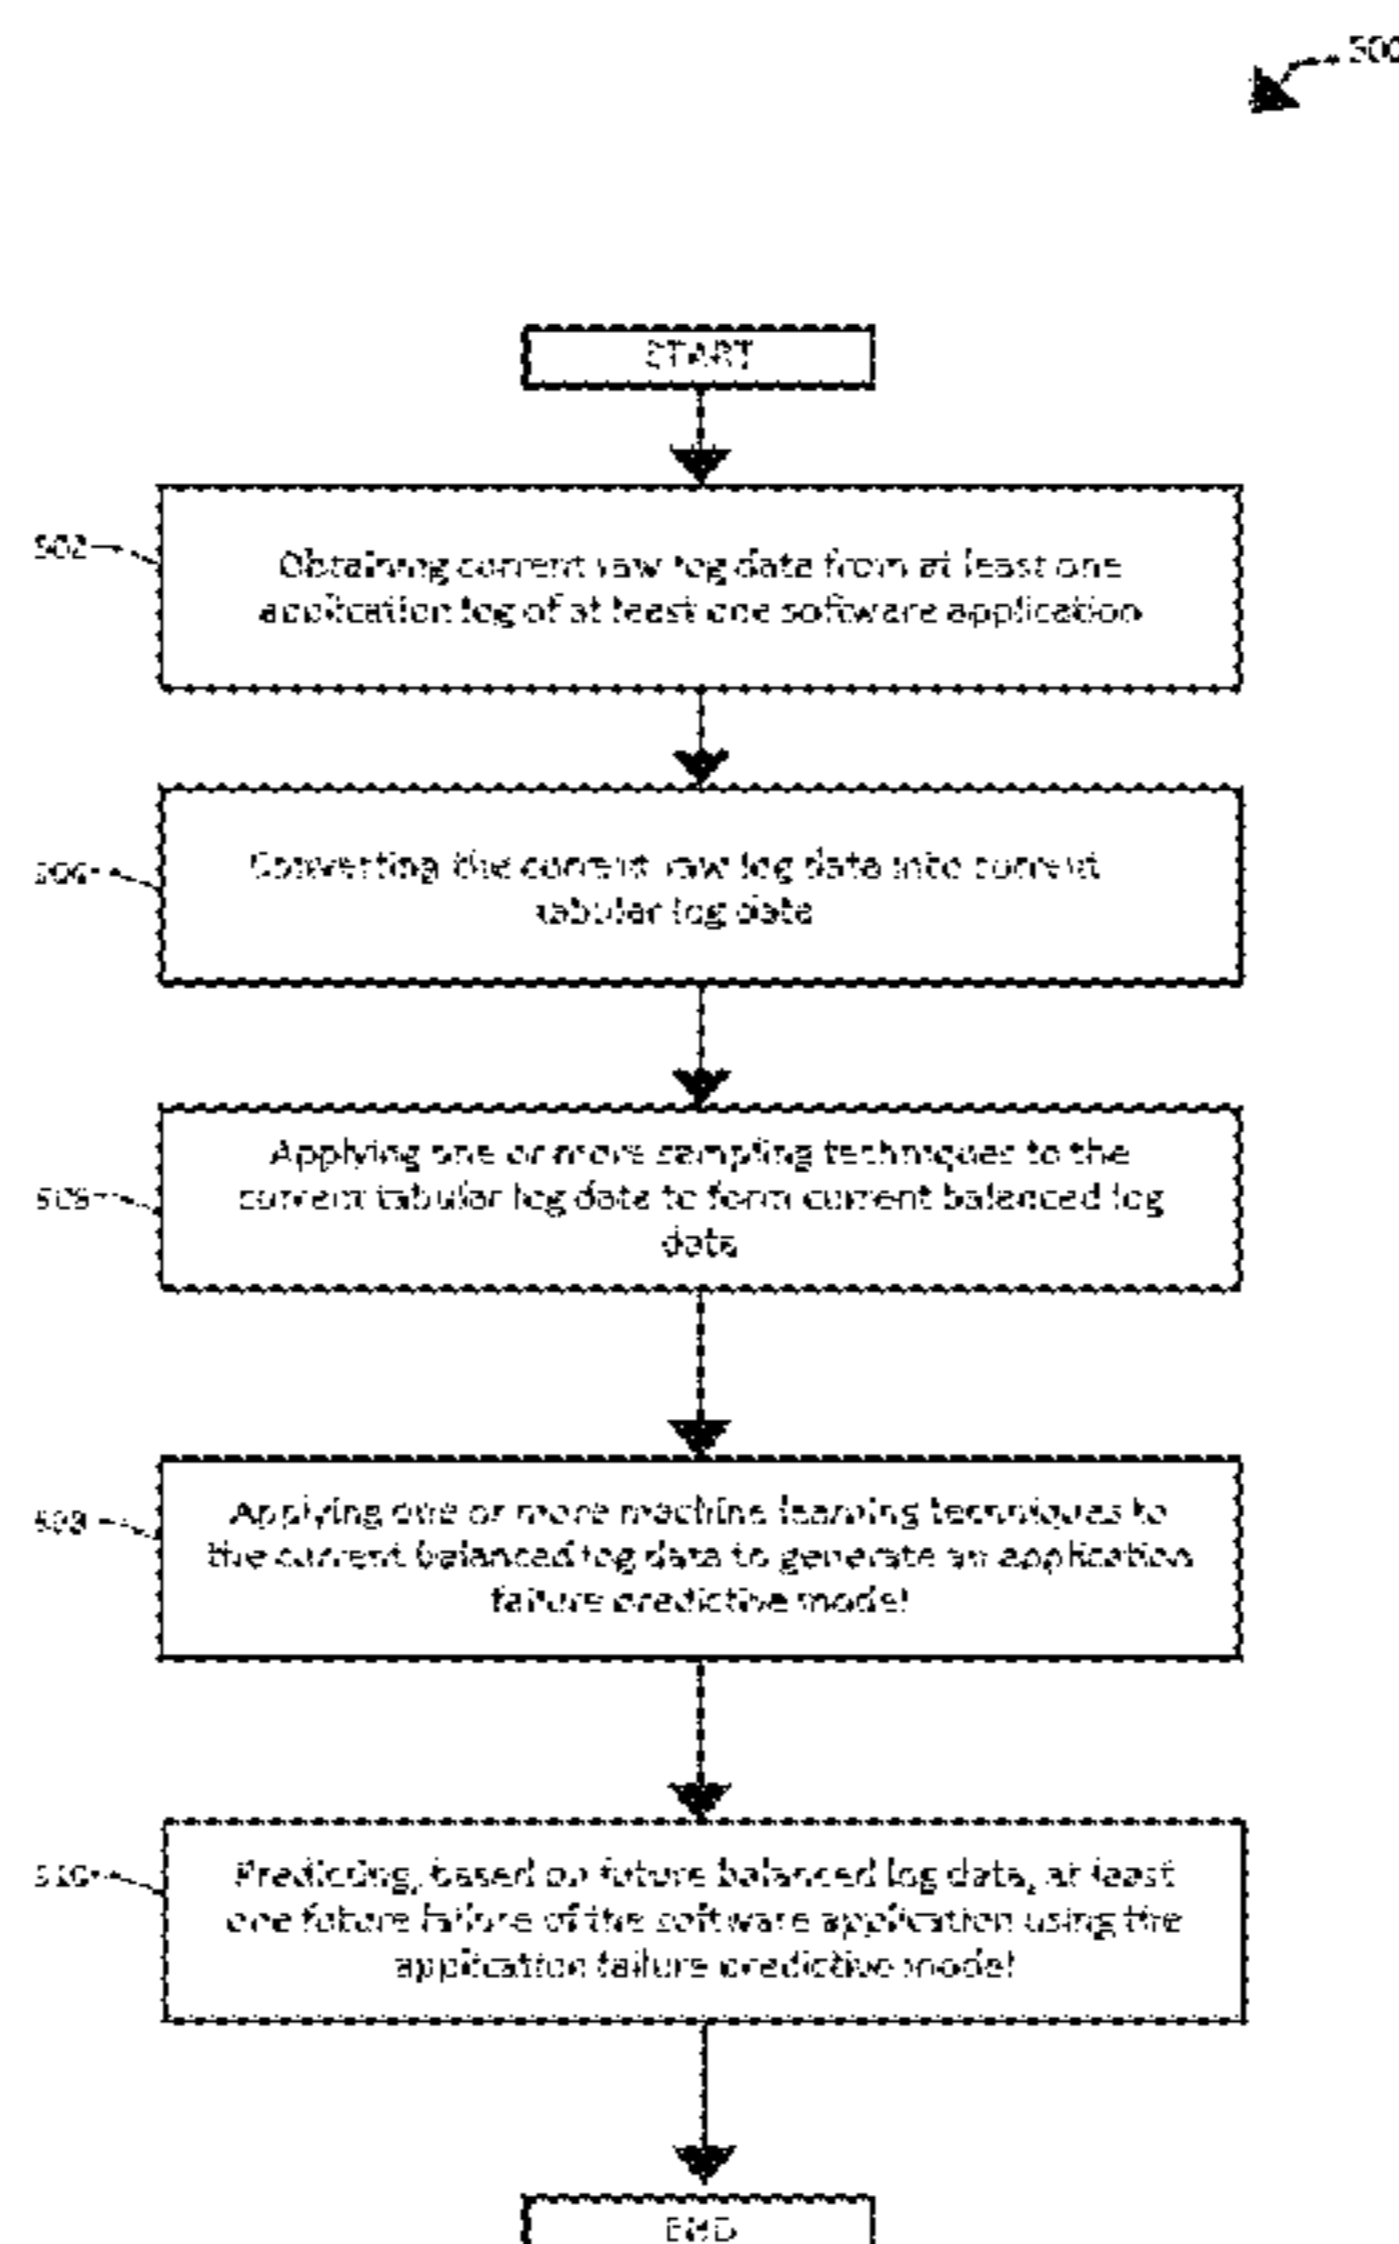 500
START
502
Obtaining current raw log data from at least one
application log of at least one software application
504
Converting the current raw log data into current
tabular log data
506
Applying one or more sampling techniques to the
current tabular log data to form current balanced log
data
508
Applying one or more machine learning techniques to
the current balanced log data to generate an application
failure predictive model
510
Predicting, based on future balanced log data, at least
one future failure of the software application using the
application failure predictive model
END